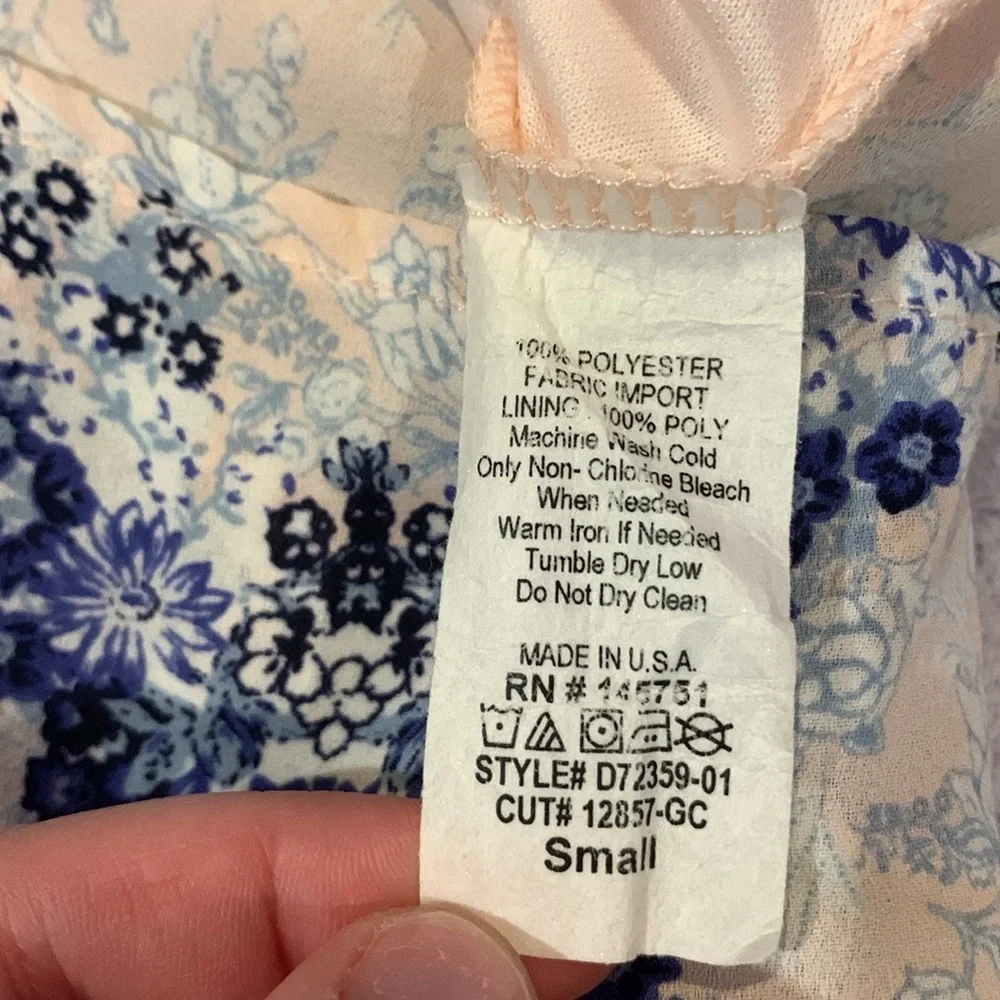 100% POLYESTER
FABRIC IMPORT
LINING 100% POLY
Machine Wash Cold
Only Non- Chlorine Bleach
When Needed
Warm Iron If Needed
Tumble Dry Low
Do Not Dry Clean
MADE IN U.S.A.
RN # 145751
STYLE# D72359-01
CUT# 12857-GC
Small